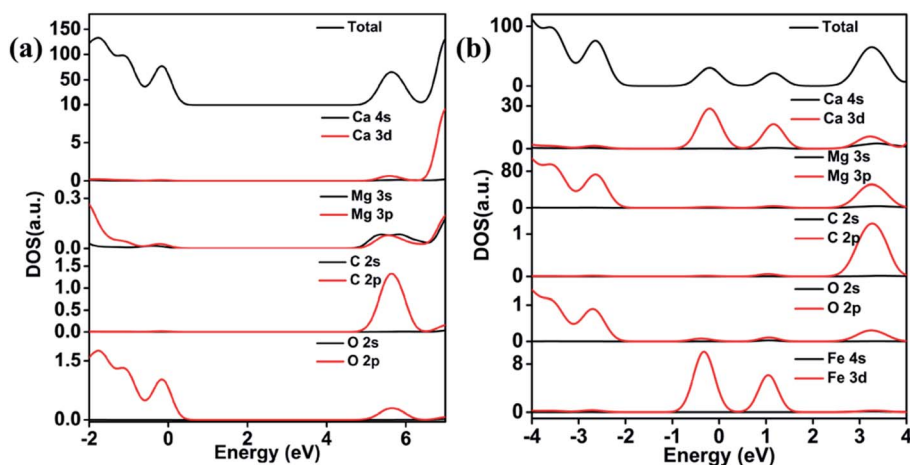 (a)
DOS(a.u.)
150
100
50
10
Total
5
0
Ca 4s
Ca 3d
0.3
0.0
Mg 3s
Mg 3p
1.5
1.0
0.5
0.0
C 2s
C 2p
1.5
0.0
O 2s
O 2p
-2 0 2 4 6
Energy (eV)
(b)
DOS(a.u.)
100
0
Total
30
0
Ca 4s
Ca 3d
80
0
Mg 3s
Mg 3p
1
0
C 2s
C 2p
1
0
O 2s
O 2p
8
0
Fe 4s
Fe 3d
-4 -3 -2 -1 0 1 2 3 4
Energy (eV)